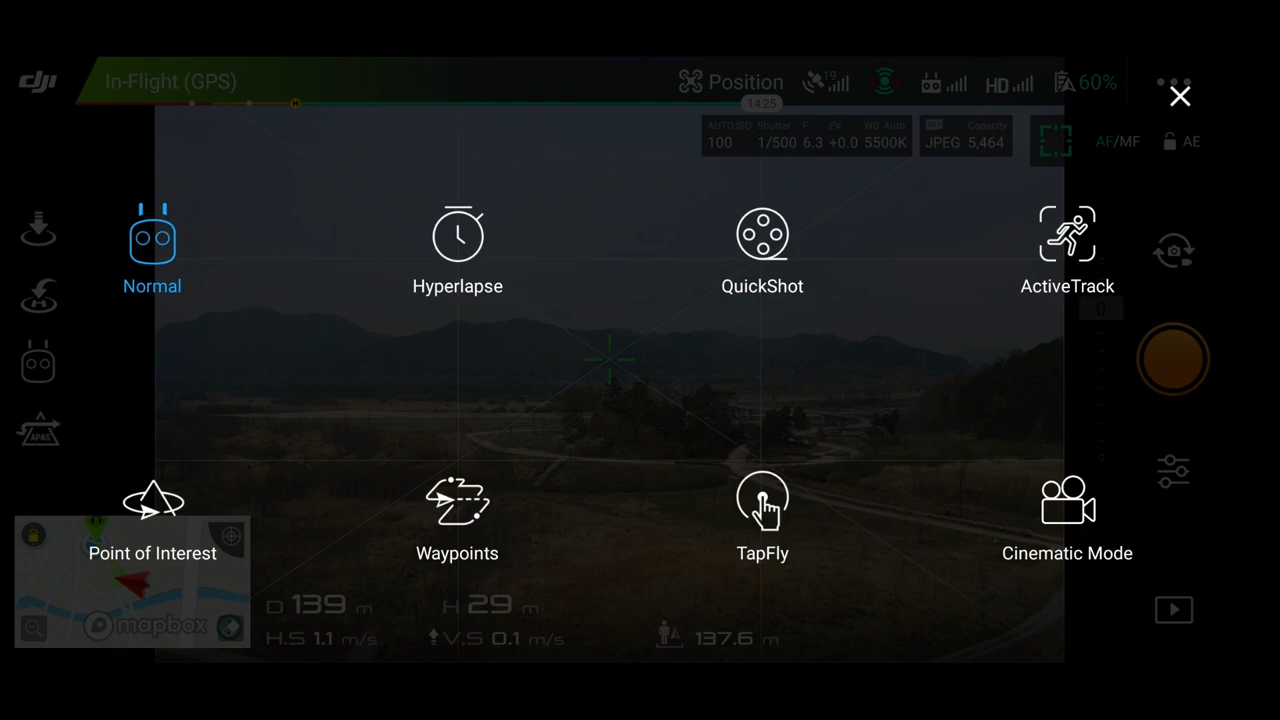 dji In-Flight (GPS) Position 19 HD 60%
14:25
AUTO ISO Shutter F EV WB Auto Capacity
100 1/500 6.3 +0.0 5500K JPEG 5,464 AF/MF AE
Normal Hyperlapse QuickShot ActiveTrack
0
APAS
Point of Interest Waypoints TapFly Cinematic Mode
D 139 m H 29 m
mapbox
H.S 1.1 m/s V.S 0.1 m/s 137.6 m